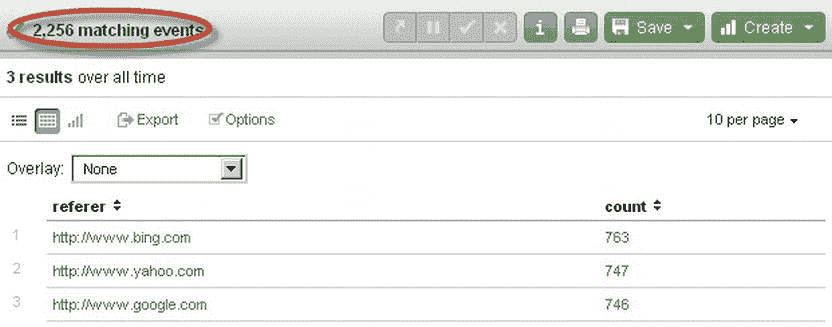 2,256 matching events
i Save Create
3 results over all time
Export Options 10 per page
Overlay: None
referer count
1 http://www.bing.com 763
2 http://www.yahoo.com 747
3 http://www.google.com 746